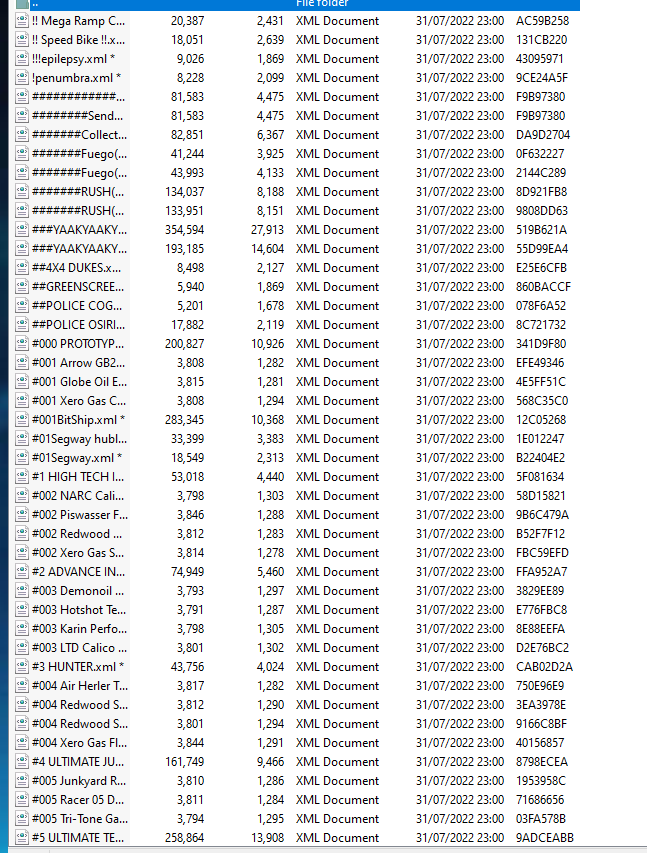 .. File folder
!! Mega Ramp C... 20,387 2,431 XML Document 31/07/2022 23:00 AC59B258
!! Speed Bike !!.x... 18,051 2,639 XML Document 31/07/2022 23:00 131CB220
!!!epilepsy.xml * 9,026 1,869 XML Document 31/07/2022 23:00 43095971
!penumbra.xml * 8,228 2,099 XML Document 31/07/2022 23:00 9CE24A5F
############... 81,583 4,475 XML Document 31/07/2022 23:00 F9B97380
########Send... 81,583 4,475 XML Document 31/07/2022 23:00 F9B97380
#######Collect... 82,851 6,367 XML Document 31/07/2022 23:00 DA9D2704
#######Fuego(... 41,244 3,925 XML Document 31/07/2022 23:00 0F632227
#######Fuego(... 43,993 4,133 XML Document 31/07/2022 23:00 2144C289
#######RUSH(... 134,037 8,188 XML Document 31/07/2022 23:00 8D921FB8
#######RUSH(... 133,951 8,151 XML Document 31/07/2022 23:00 9808DD63
###YAAKYAAKY... 354,594 27,913 XML Document 31/07/2022 23:00 519B621A
###YAAKYAAKY... 193,185 14,604 XML Document 31/07/2022 23:00 55D99EA4
##4X4 DUKES.x... 8,498 2,127 XML Document 31/07/2022 23:00 E25E6CFB
##GREENSCREE... 5,940 1,869 XML Document 31/07/2022 23:00 860BACCF
##POLICE COG... 5,201 1,678 XML Document 31/07/2022 23:00 078F6A52
##POLICE OSIRI... 17,882 2,119 XML Document 31/07/2022 23:00 8C721732
#000 PROTOTYP... 200,827 10,926 XML Document 31/07/2022 23:00 341D9F80
#001 Arrow GB2... 3,808 1,282 XML Document 31/07/2022 23:00 EFE49346
#001 Globe Oil E... 3,815 1,281 XML Document 31/07/2022 23:00 4E5FF51C
#001 Xero Gas C... 3,808 1,294 XML Document 31/07/2022 23:00 568C35C0
#001BitShip.xml * 283,345 10,368 XML Document 31/07/2022 23:00 12C05268
#01Segway hubl... 33,399 3,383 XML Document 31/07/2022 23:00 1E012247
#01Segway.xml * 18,549 2,313 XML Document 31/07/2022 23:00 B22404E2
#1 HIGH TECH I... 53,018 4,440 XML Document 31/07/2022 23:00 5F081634
#002 NARC Cali... 3,798 1,303 XML Document 31/07/2022 23:00 58D15821
#002 Piswasser F... 3,846 1,288 XML Document 31/07/2022 23:00 9B6C479A
#002 Redwood ... 3,812 1,283 XML Document 31/07/2022 23:00 B52F7F12
#002 Xero Gas S... 3,814 1,278 XML Document 31/07/2022 23:00 FBC59EFD
#2 ADVANCE IN... 74,949 5,460 XML Document 31/07/2022 23:00 FFA952A7
#003 Demonoil ... 3,793 1,297 XML Document 31/07/2022 23:00 3829EE89
#003 Hotshot Te... 3,791 1,287 XML Document 31/07/2022 23:00 E776FBC8
#003 Karin Perfo... 3,798 1,305 XML Document 31/07/2022 23:00 8E88EEFA
#003 LTD Calico ... 3,801 1,302 XML Document 31/07/2022 23:00 D2E76BC2
#3 HUNTER.xml * 43,756 4,024 XML Document 31/07/2022 23:00 CAB02D2A
#004 Air Herler T... 3,817 1,282 XML Document 31/07/2022 23:00 750E96E9
#004 Redwood S... 3,812 1,290 XML Document 31/07/2022 23:00 3EA3978E
#004 Redwood S... 3,801 1,294 XML Document 31/07/2022 23:00 9166C8BF
#004 Xero Gas Fl... 3,844 1,291 XML Document 31/07/2022 23:00 40156857
#4 ULTIMATE JU... 161,749 9,466 XML Document 31/07/2022 23:00 8798ECEA
#005 Junkyard R... 3,810 1,286 XML Document 31/07/2022 23:00 1953958C
#005 Racer 05 D... 3,811 1,284 XML Document 31/07/2022 23:00 71686656
#005 Tri-Tone Ga... 3,794 1,295 XML Document 31/07/2022 23:00 03FA578B
#5 ULTIMATE TE... 258,864 13,908 XML Document 31/07/2022 23:00 9ADCEABB